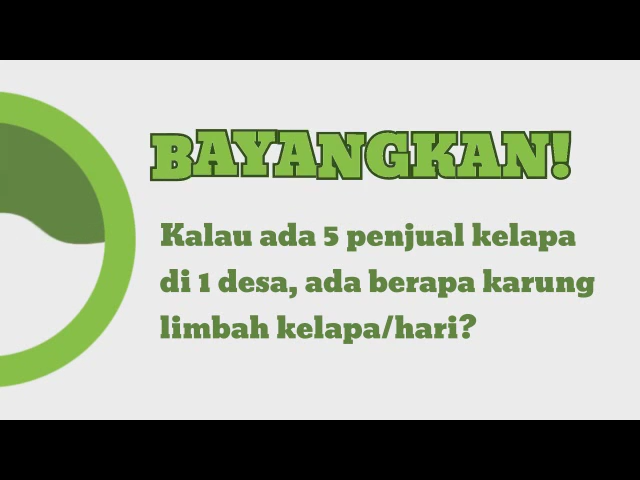 BAYANGKAN!
Kalau ada 5 penjual kelapa
di 1 desa, ada berapa karung
limbah kelapa/hari?